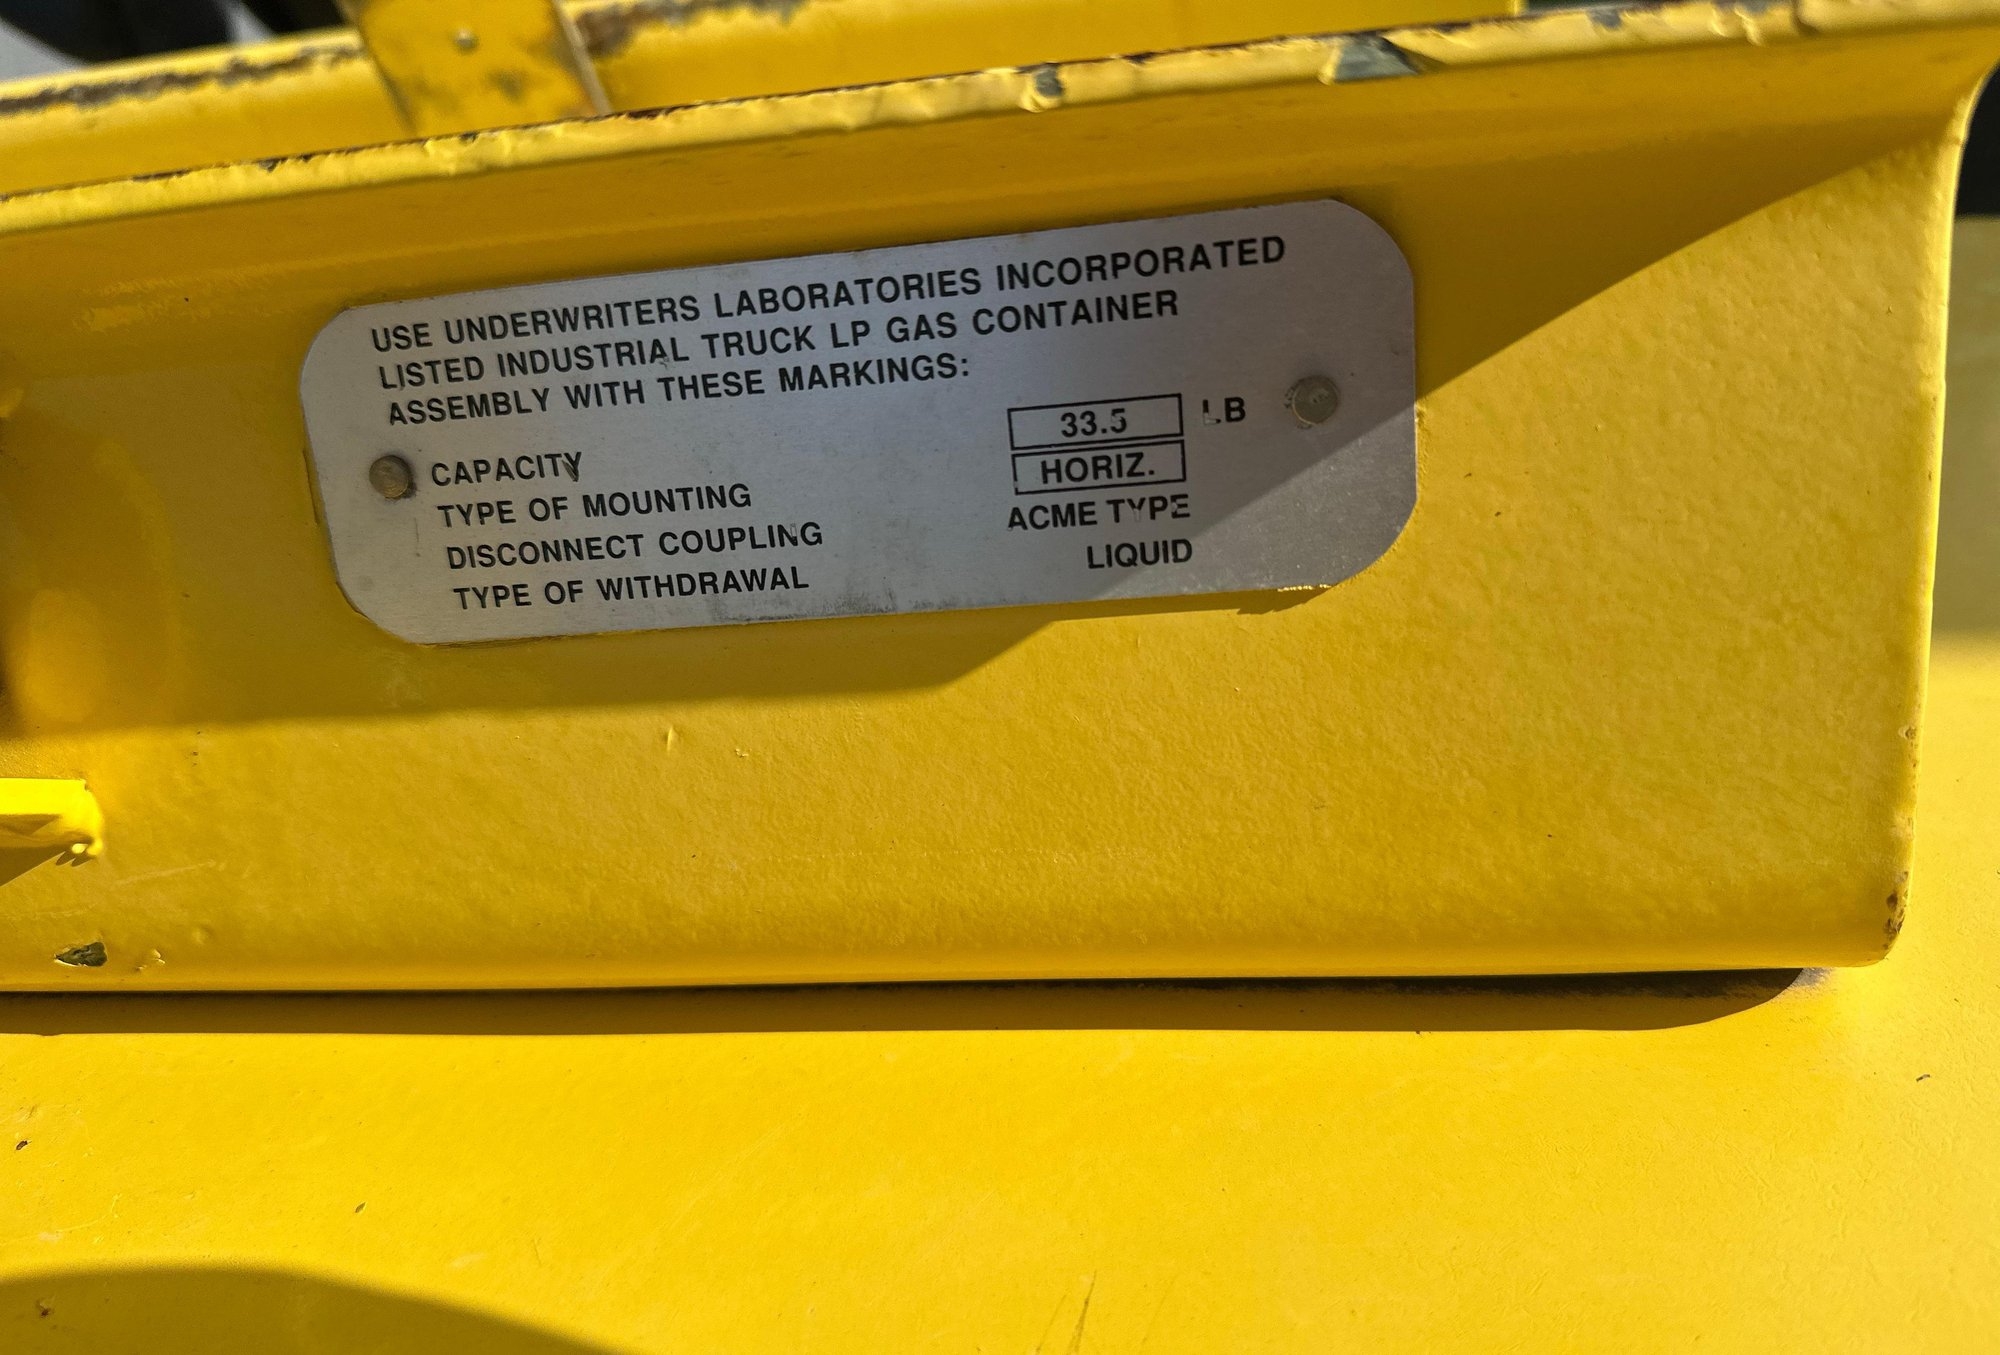 USE UNDERWRITERS LABORATORIES INCORPORATED
LISTED INDUSTRIAL TRUCK LP GAS CONTAINER
ASSEMBLY WITH THESE MARKINGS:
CAPACITY 33.5 LB
TYPE OF MOUNTING HORIZ.
DISCONNECT COUPLING ACME TYPE
TYPE OF WITHDRAWAL LIQUID